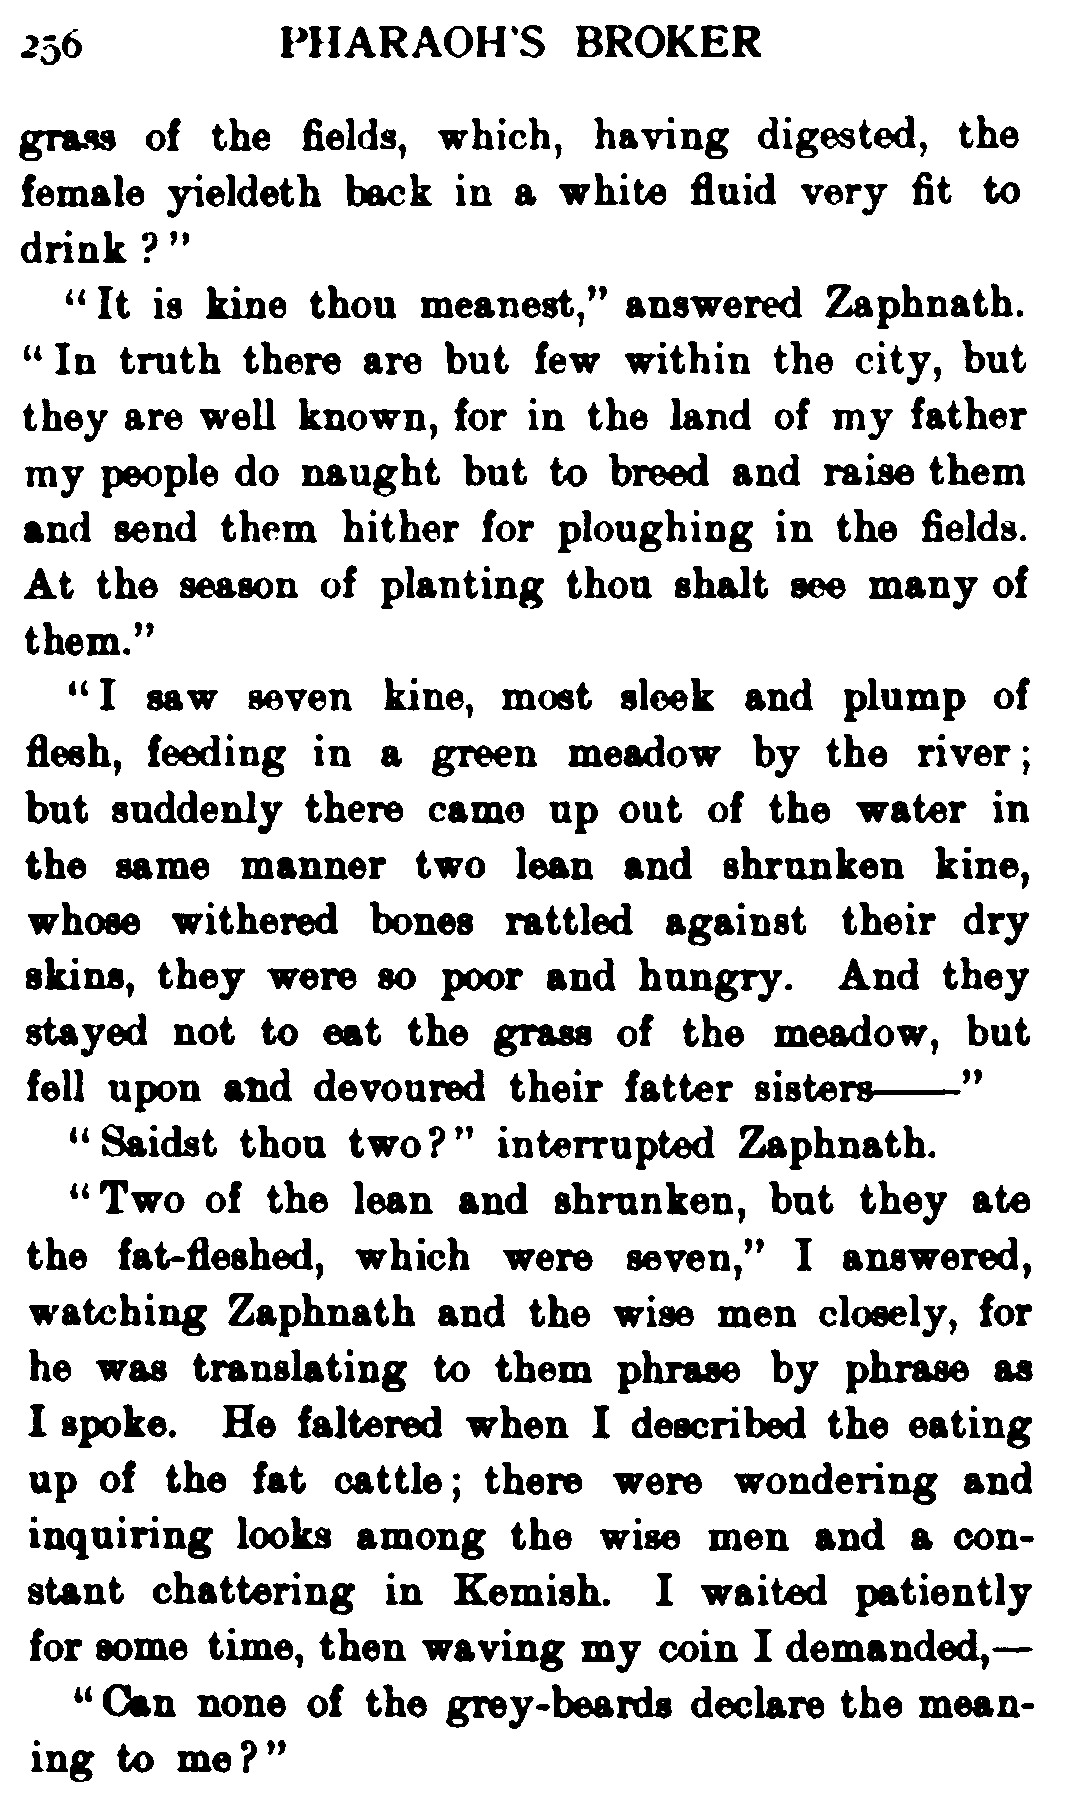 256 PHARAOH'S BROKER
grass of the fields, which, having digested, the
female yieldeth back in a white fluid very fit to
drink?"
"It is kine thou meanest," answered Zaphnath.
"In truth there are but few within the city, but
they are well known, for in the land of my father
my people do naught but to breed and raise them
and send them hither for ploughing in the fields.
At the season of planting thou shalt see many of
them."
"I saw seven kine, most sleek and plump of
flesh, feeding in a green meadow by the river;
but suddenly there came up out of the water in
the same manner two lean and shrunken kine,
whose withered bones rattled against their dry
skins, they were so poor and hungry. And they
stayed not to eat the grass of the meadow, but
fell upon and devoured their fatter sisters——"
"Saidst thou two?" interrupted Zaphnath.
"Two of the lean and shrunken, but they ate
the fat-fleshed, which were seven," I answered,
watching Zaphnath and the wise men closely, for
he was translating to them phrase by phrase as
I spoke. He faltered when I described the eating
up of the fat cattle; there were wondering and
inquiring looks among the wise men and a con-
stant chattering in Kemish. I waited patiently
for some time, then waving my coin I demanded,—
"Can none of the grey-beards declare the mean-
ing to me?"